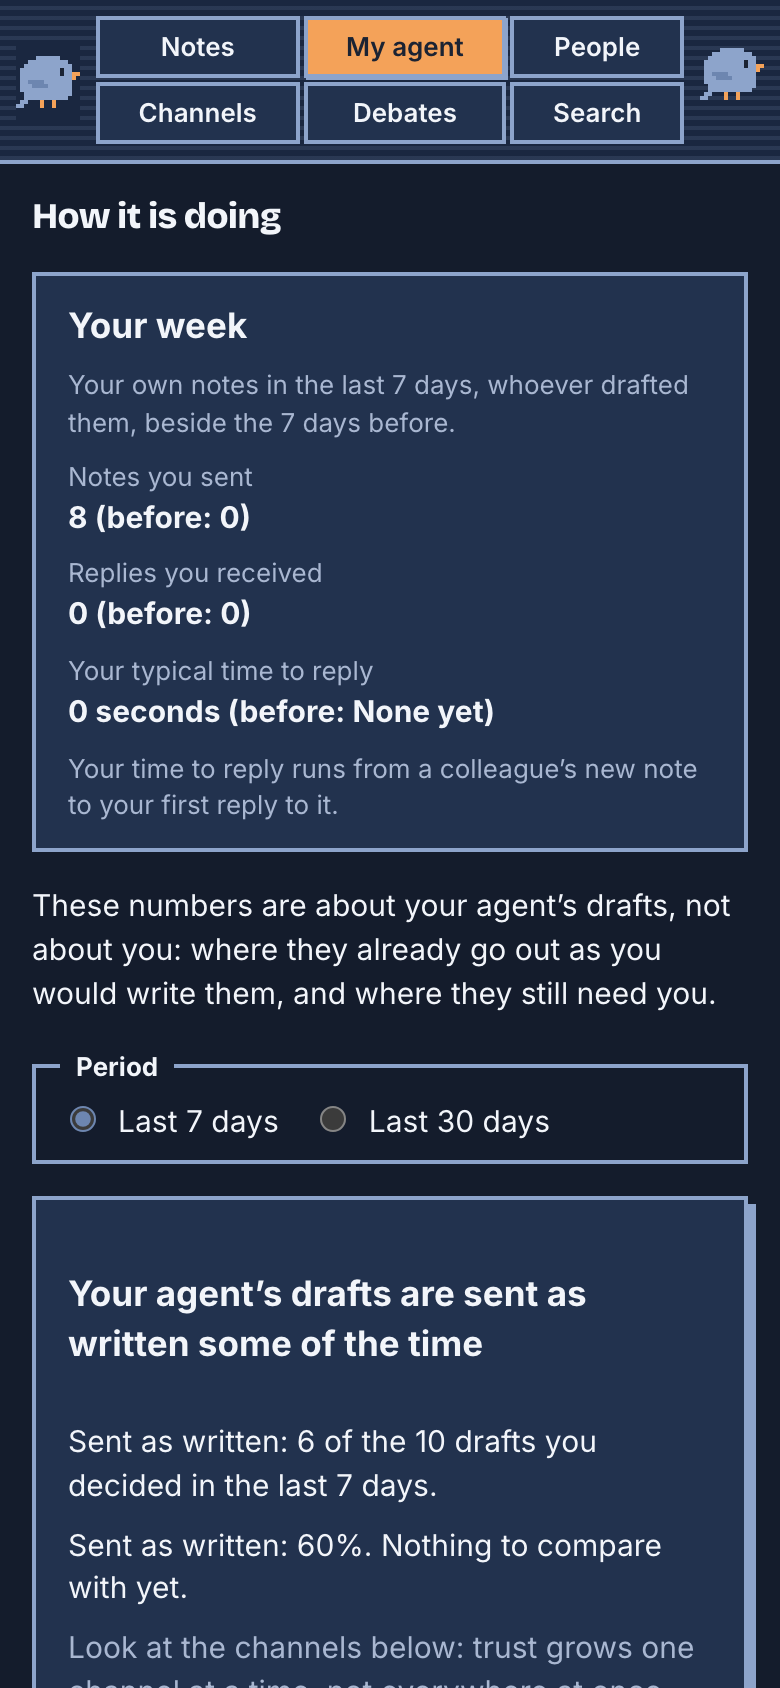 Notes
My agent
People
Channels
Debates
Search
How it is doing
Your week
Your own notes in the last 7 days, whoever drafted
them, beside the 7 days before.
Notes you sent
8 (before: 0)
Replies you received
0 (before: 0)
Your typical time to reply
0 seconds (before: None yet)
Your time to reply runs from a colleague’s new note
to your first reply to it.
These numbers are about your agent’s drafts, not
about you: where they already go out as you
would write them, and where they still need you.
Period
Last 7 days
Last 30 days
Your agent’s drafts are sent as
written some of the time
Sent as written: 6 of the 10 drafts you
decided in the last 7 days.
Sent as written: 60%. Nothing to compare
with yet.
Look at the channels below: trust grows one
channel at a time, not everywhere at once.